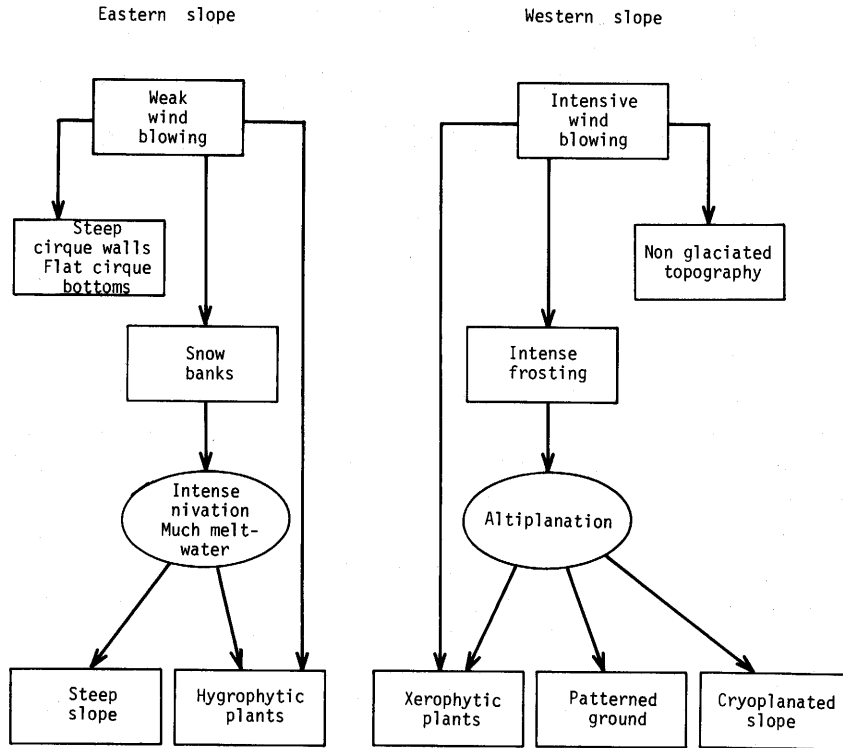 Eastern slope
Western slope
Weak
wind
blowing
Intensive
wind
blowing
Steep
cirque walls
Flat cirque
bottoms
Non glaciated
topography
Snow
banks
Intense
frosting
Intense
nivation
Much melt-
water
Altiplanation
Steep
slope
Hygrophytic
plants
Xerophytic
plants
Patterned
ground
Cryoplanated
slope